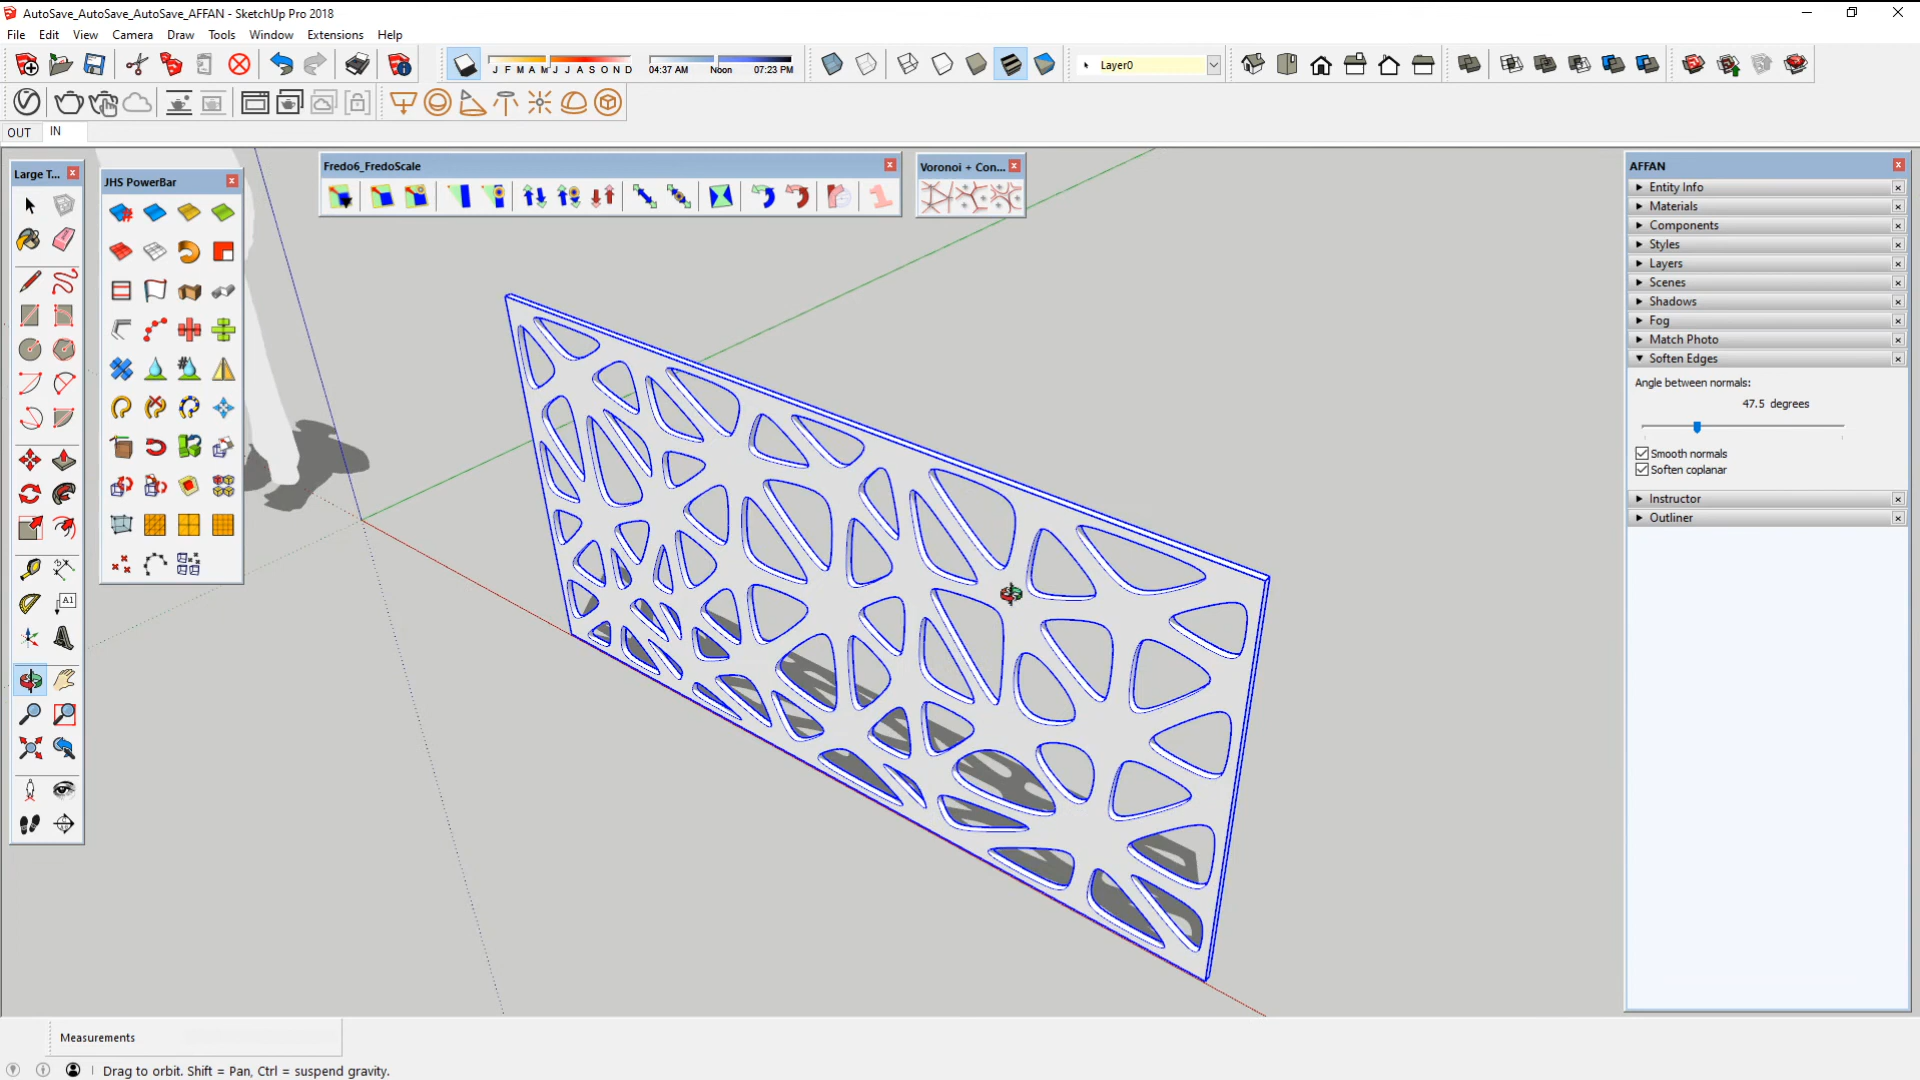 AutoSave_AutoSave_AutoSave_AFFAN - SketchUp Pro 2018
File Edit View Camera Draw Tools Window Extensions Help
J F M A M J J A S O N D
04:37 AM Noon 07:23 PM
Layer0
OUT IN
Large T...
JHS PowerBar
Fredo6_FredoScale
Voronoi + Con...
A1
AFFAN
Entity Info
Materials
Components
Styles
Layers
Scenes
Shadows
Fog
Match Photo
Soften Edges
Angle between normals:
47.5 degrees
Smooth normals
Soften coplanar
Instructor
Outliner
Measurements
Drag to orbit. Shift = Pan, Ctrl = suspend gravity.